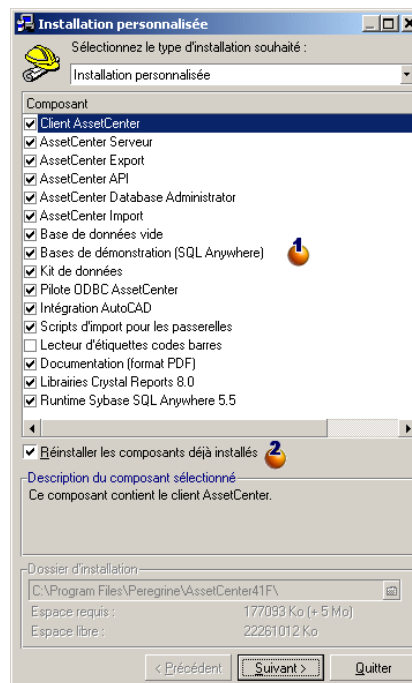 Installation personnalisée
Sélectionnez le type d'installation souhaité :
Installation personnalisée
Composant
Client AssetCenter
AssetCenter Serveur
AssetCenter Export
AssetCenter API
AssetCenter Database Administrator
AssetCenter Import
Base de données vide
Bases de démonstration (SQL Anywhere)
1
Kit de données
Pilote ODBC AssetCenter
Intégration AutoCAD
Scripts d'import pour les passerelles
Lecteur d'étiquettes codes barres
Documentation (format PDF)
Librairies Crystal Reports 8.0
Runtime Sybase SQL Anywhere 5.5
Réinstaller les composants déjà installés 2
Description du composant sélectionné
Ce composant contient le client AssetCenter.
Dossier d'installation
C:\Program Files\Peregrine\AssetCenter41F\
Espace requis : 177093 Ko (+ 5 Mo)
Espace libre : 22261012 Ko
< Précédent Suivant > Quitter